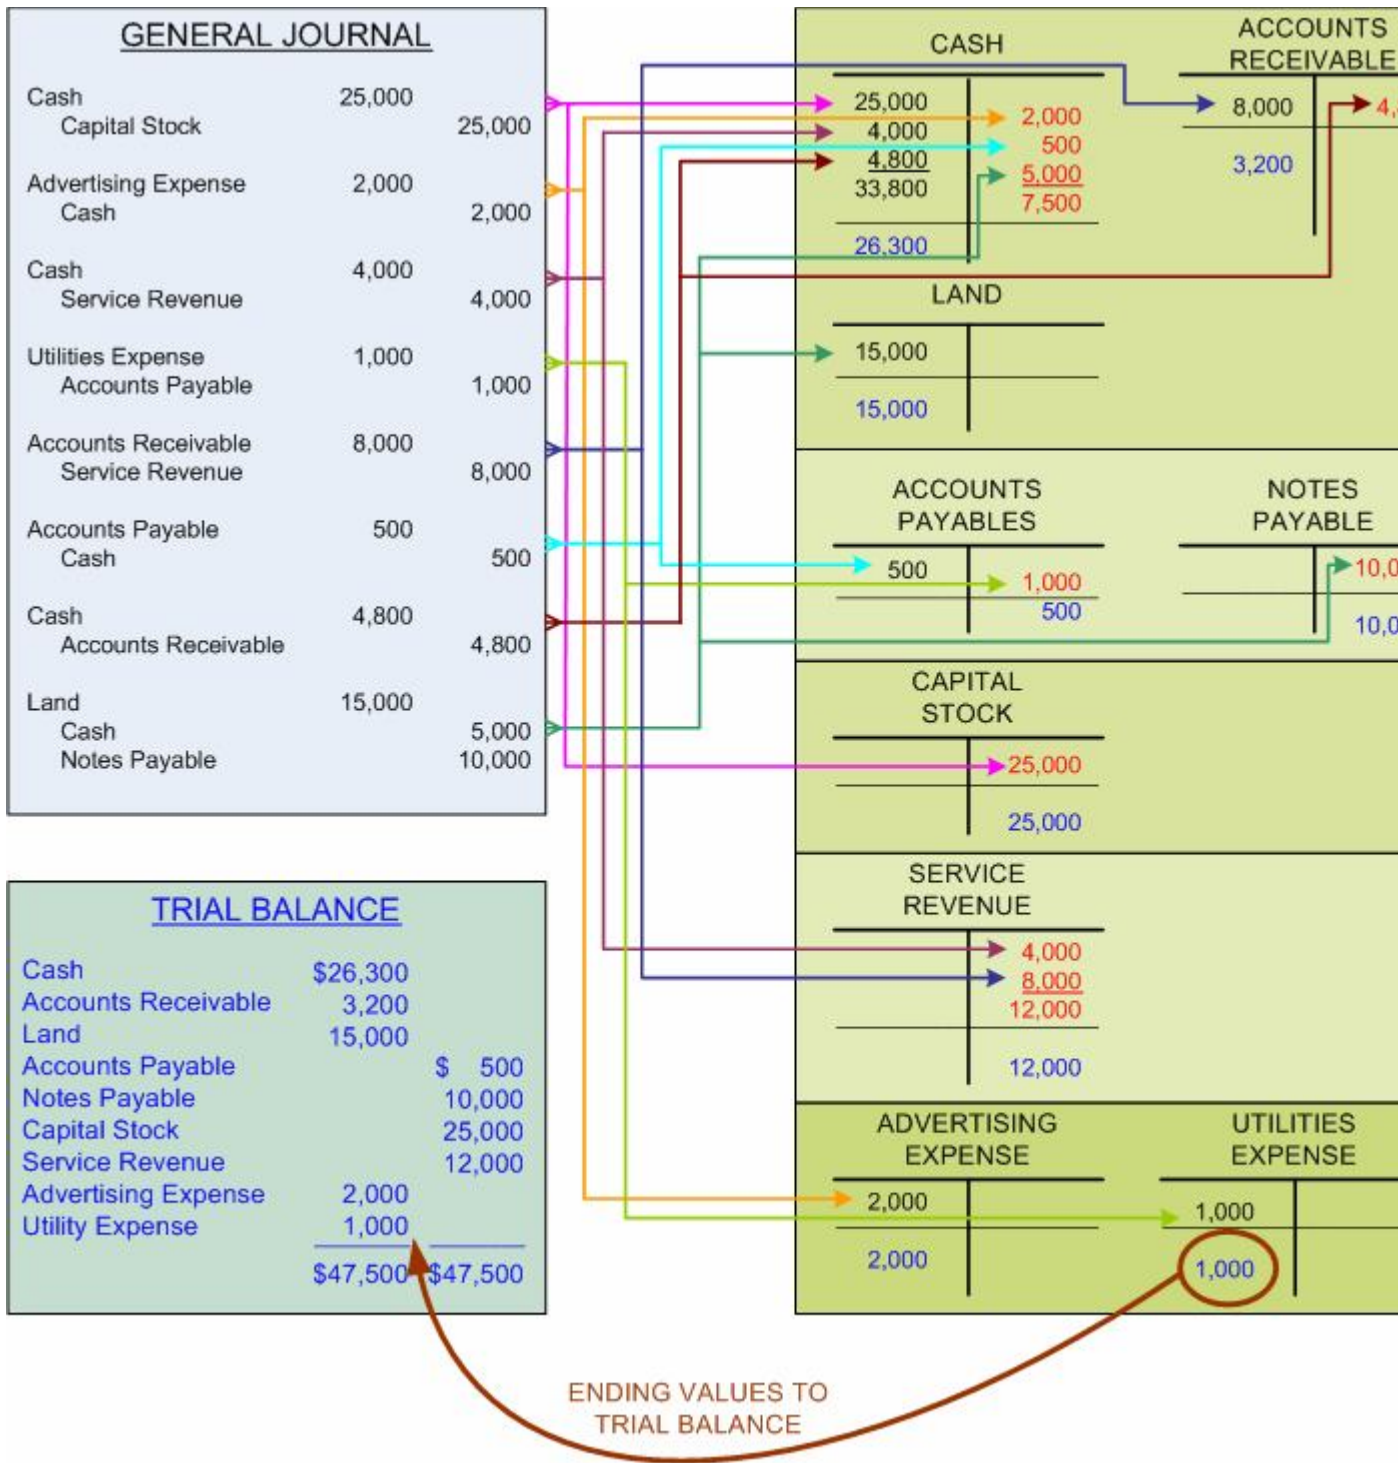 GENERAL JOURNAL
Cash 25,000
Capital Stock 25,000
Advertising Expense 2,000
Cash 2,000
Cash 4,000
Service Revenue 4,000
Utilities Expense 1,000
Accounts Payable 1,000
Accounts Receivable 8,000
Service Revenue 8,000
Accounts Payable 500
Cash 500
Cash 4,800
Accounts Receivable 4,800
Land 15,000
Cash 5,000
Notes Payable 10,000
TRIAL BALANCE
Cash $26,300
Accounts Receivable 3,200
Land 15,000
Accounts Payable $ 500
Notes Payable 10,000
Capital Stock 25,000
Service Revenue 12,000
Advertising Expense 2,000
Utility Expense 1,000
$47,500 $47,500
CASH
25,000
4,000
4,800
33,800
2,000
500
5,000
7,500
26,300
ACCOUNTS
RECEIVABLE
8,000
3,200
LAND
15,000
15,000
ACCOUNTS
PAYABLES
500
1,000
500
NOTES
PAYABLE
CAPITAL
STOCK
25,000
25,000
SERVICE
REVENUE
4,000
8,000
12,000
12,000
ADVERTISING
EXPENSE
2,000
2,000
UTILITIES
EXPENSE
1,000
1,000
ENDING VALUES TO
TRIAL BALANCE